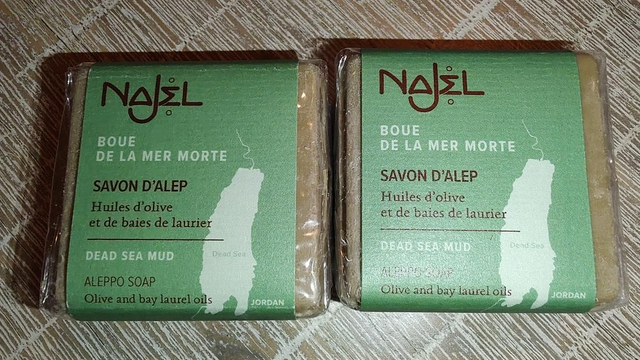 NAJEL
BOUE
DE LA MER MORTE
SAVON D'ALEP
Huiles d'olive
et de baies de laurier
DEAD SEA MUD
Dead Sea
ALEPPO SOAP
Olive and bay laurel oils
JORDAN
NAJEL
BOUE
DE LA MER MORTE
SAVON D'ALEP
Huiles d'olive
et de baies de laurier
DEAD SEA MUD
Dead Sea
ALEPPO SOAP
Olive and bay laurel oils
JORDAN